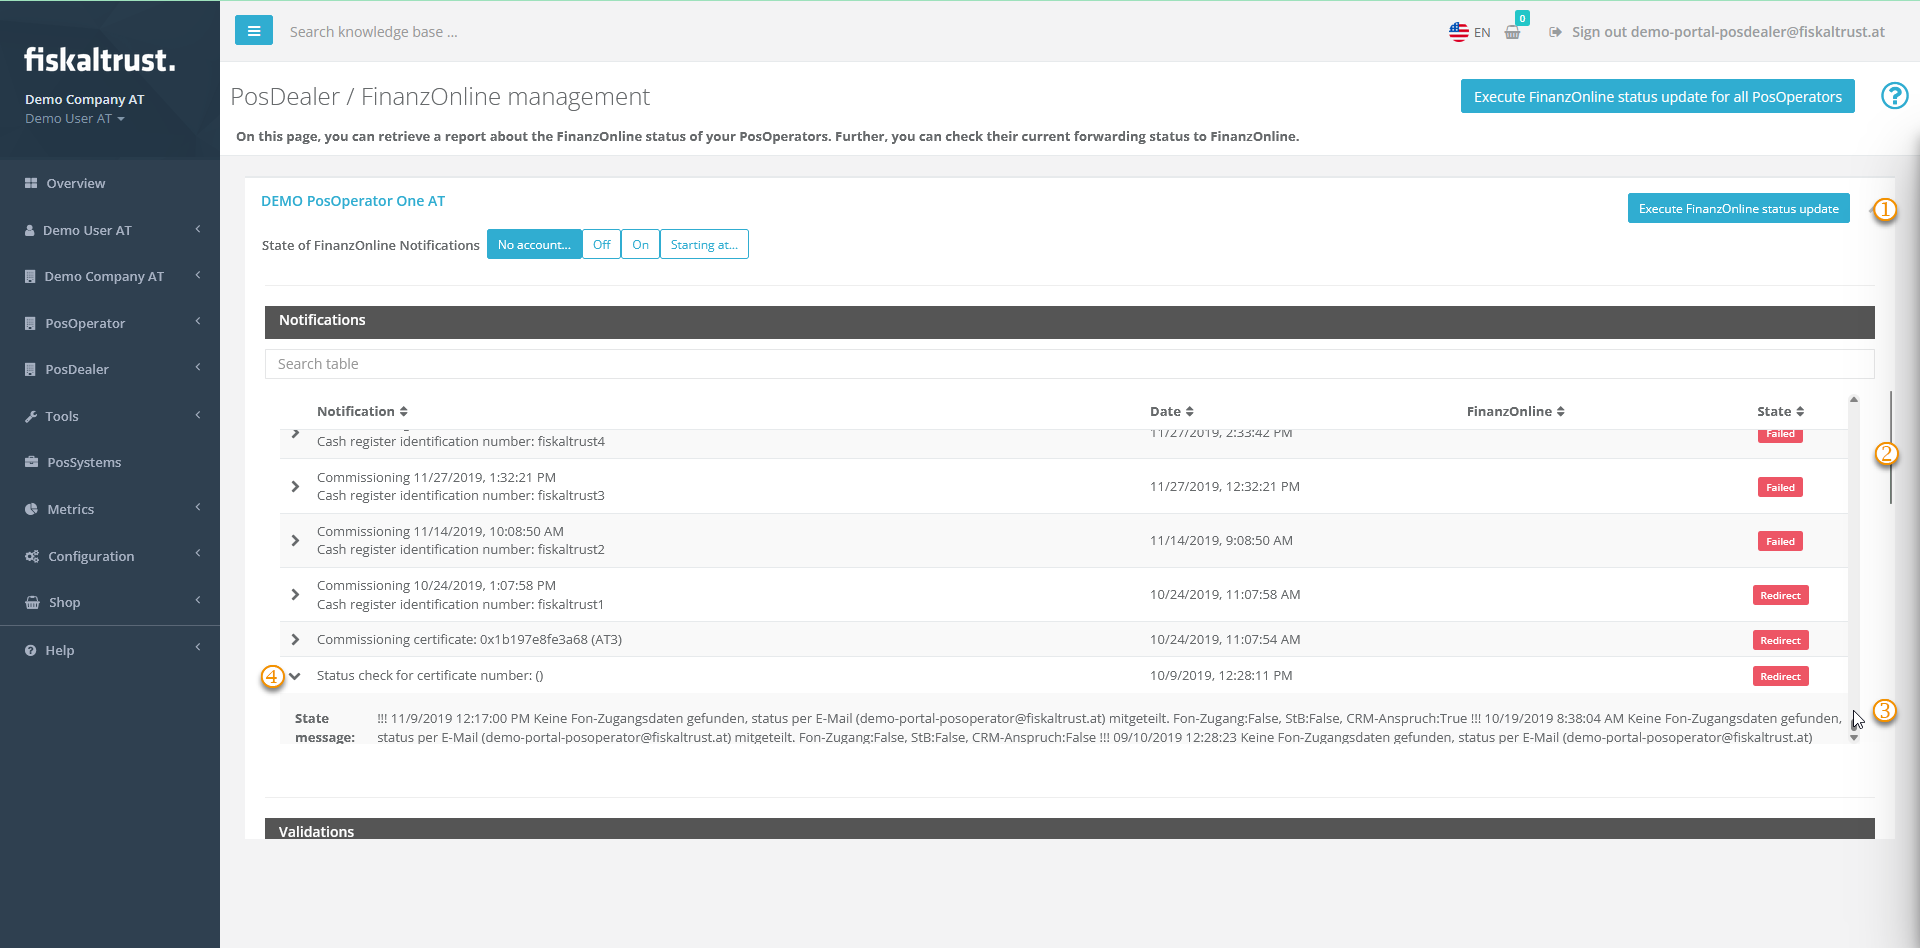 fiskaltrust.
Demo Company AT
Demo User AT
Overview
Demo User AT
Demo Company AT
PosOperator
PosDealer
Tools
PosSystems
Metrics
Configuration
Shop
Help
Search knowledge base ...
EN
0
Sign out demo-portal-posdealer@fiskaltrust.at
PosDealer / FinanzOnline management
Execute FinanzOnline status update for all PosOperators
?
On this page, you can retrieve a report about the FinanzOnline status of your PosOperators. Further, you can check their current forwarding status to FinanzOnline.
DEMO PosOperator One AT
Execute FinanzOnline status update
1
State of FinanzOnline Notifications No account... Off On Starting at...
Notifications
Search table
Notification Date FinanzOnline State
Cash register identification number: fiskaltrust4 11/27/2019, 2:33:42 PM Failed
2
Commissioning 11/27/2019, 1:32:21 PM
Cash register identification number: fiskaltrust3
11/27/2019, 12:32:21 PM Failed
Commissioning 11/14/2019, 10:08:50 AM
Cash register identification number: fiskaltrust2
11/14/2019, 9:08:50 AM Failed
Commissioning 10/24/2019, 1:07:58 PM
Cash register identification number: fiskaltrust1
10/24/2019, 11:07:58 AM Redirect
Commissioning certificate: 0x1b197e8fe3a68 (AT3) 10/24/2019, 11:07:54 AM Redirect
4 Status check for certificate number: () 10/9/2019, 12:28:11 PM Redirect
3
State message:
!!! 11/9/2019 12:17:00 PM Keine Fon-Zugangsdaten gefunden, status per E-Mail (demo-portal-posoperator@fiskaltrust.at) mitgeteilt. Fon-Zugang:False, StB:False, CRM-Anspruch:True !!! 10/19/2019 8:38:04 AM Keine Fon-Zugangsdaten gefunden,
status per E-Mail (demo-portal-posoperator@fiskaltrust.at) mitgeteilt. Fon-Zugang:False, StB:False, CRM-Anspruch:False !!! 09/10/2019 12:28:23 Keine Fon-Zugangsdaten gefunden, status per E-Mail (demo-portal-posoperator@fiskaltrust.at)
Validations